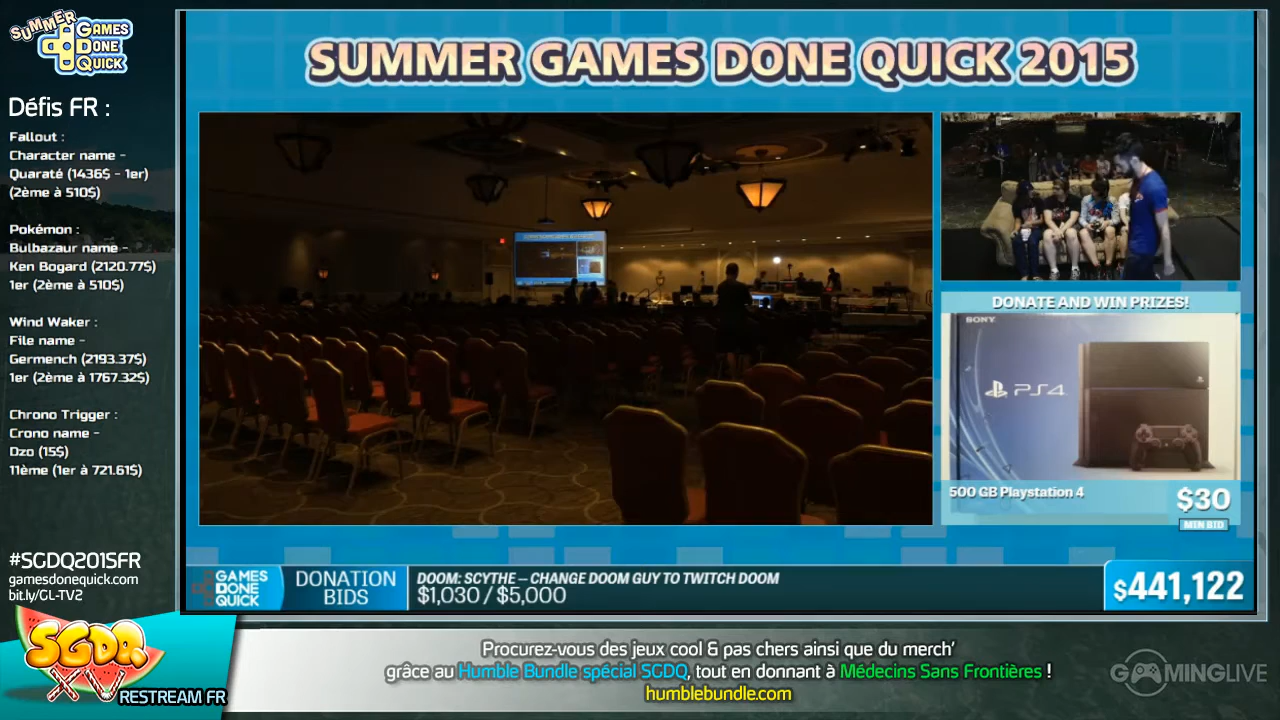 SUMMER
GAMES
DONE
QUICK
Défis FR :
Fallout :
Character name -
Quaraté (1436$ - 1er)
(2ème à 510$)
Pokémon :
Bulbazaur name -
Ken Bogard (2120.77$)
1er (2ème à 510$)
Wind Waker :
File name -
Germench (2193.37$)
1er (2ème à 1767.32$)
Chrono Trigger :
Crono name -
Dzo (15$)
11ème (1er à 721.61$)
#SGDQ2015FR
gamesdonequick.com
bit.ly/GL-TV2
SGDQ
XV
RESTREAM FR
SUMMER GAMES DONE QUICK 2015
DONATE AND WIN PRIZES!
SONY
PS4
500 GB Playstation 4
$30
MIN BID
GAMES
DONE
QUICK
DONATION
BIDS
DOOM: SCYTHE – CHANGE DOOM GUY TO TWITCH DOOM
$1,030 / $5,000
$441,122
Procurez-vous des jeux cool & pas chers ainsi que du merch'
grâce au Humble Bundle spécial SGDQ, tout en donnant à Médecins Sans Frontières !
humblebundle.com
GAMINGLIVE